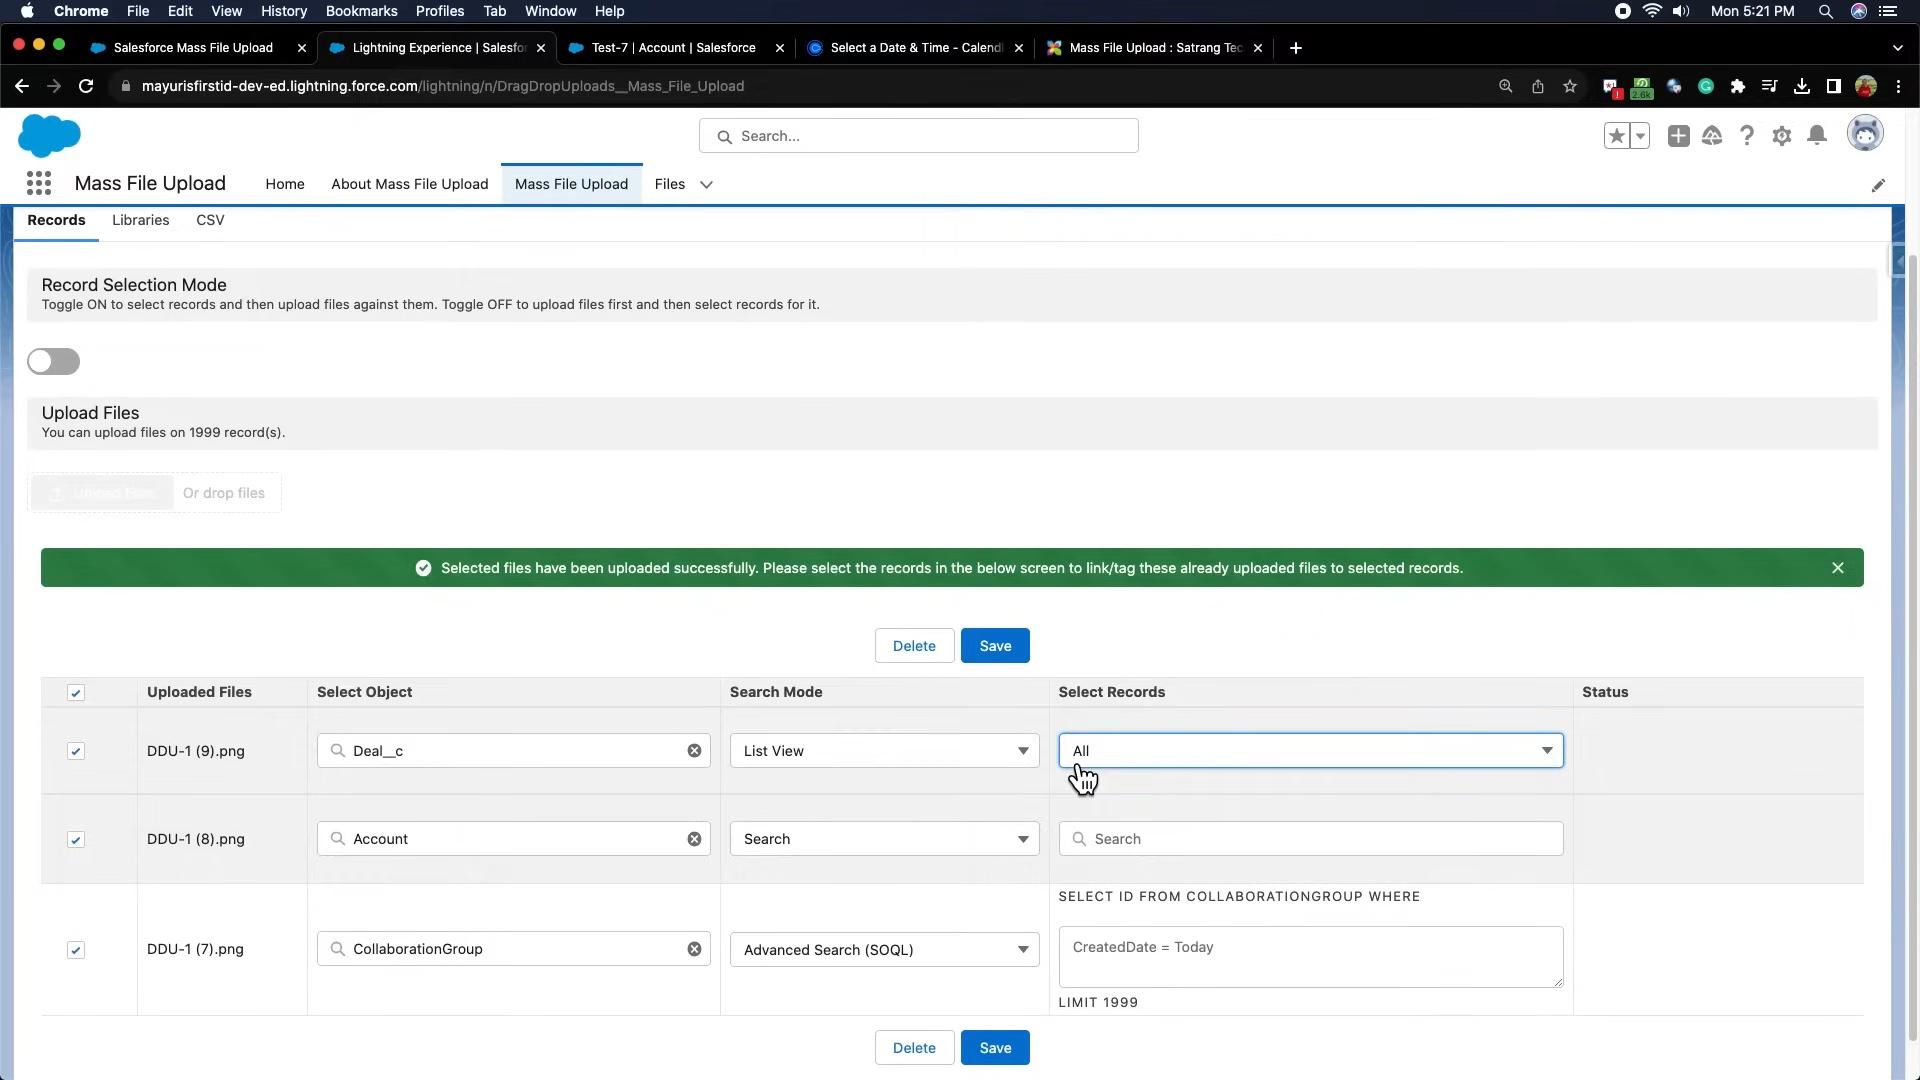 Chrome File Edit View History Bookmarks Profiles Tab Window Help Mon 5:21 PM
Salesforce Mass File Upload Lightning Experience | Salesfor Test-7 | Account | Salesforce Select a Date & Time - Calendl Mass File Upload : Satrang Tec
mayurisfirstid-dev-ed.lightning.force.com/lightning/n/DragDropUploads__Mass_File_Upload 2.6k
Search...
Mass File Upload Home About Mass File Upload Mass File Upload Files
Records Libraries CSV
Record Selection Mode
Toggle ON to select records and then upload files against them. Toggle OFF to upload files first and then select records for it.
Upload Files
You can upload files on 1999 record(s).
Upload Files Or drop files
Selected files have been uploaded successfully. Please select the records in the below screen to link/tag these already uploaded files to selected records.
Delete Save
Uploaded Files Select Object Search Mode Select Records Status
DDU-1 (9).png Deal__c List View All
DDU-1 (8).png Account Search Search
SELECT ID FROM COLLABORATIONGROUP WHERE
DDU-1 (7).png CollaborationGroup Advanced Search (SOQL) CreatedDate = Today
LIMIT 1999
Delete Save